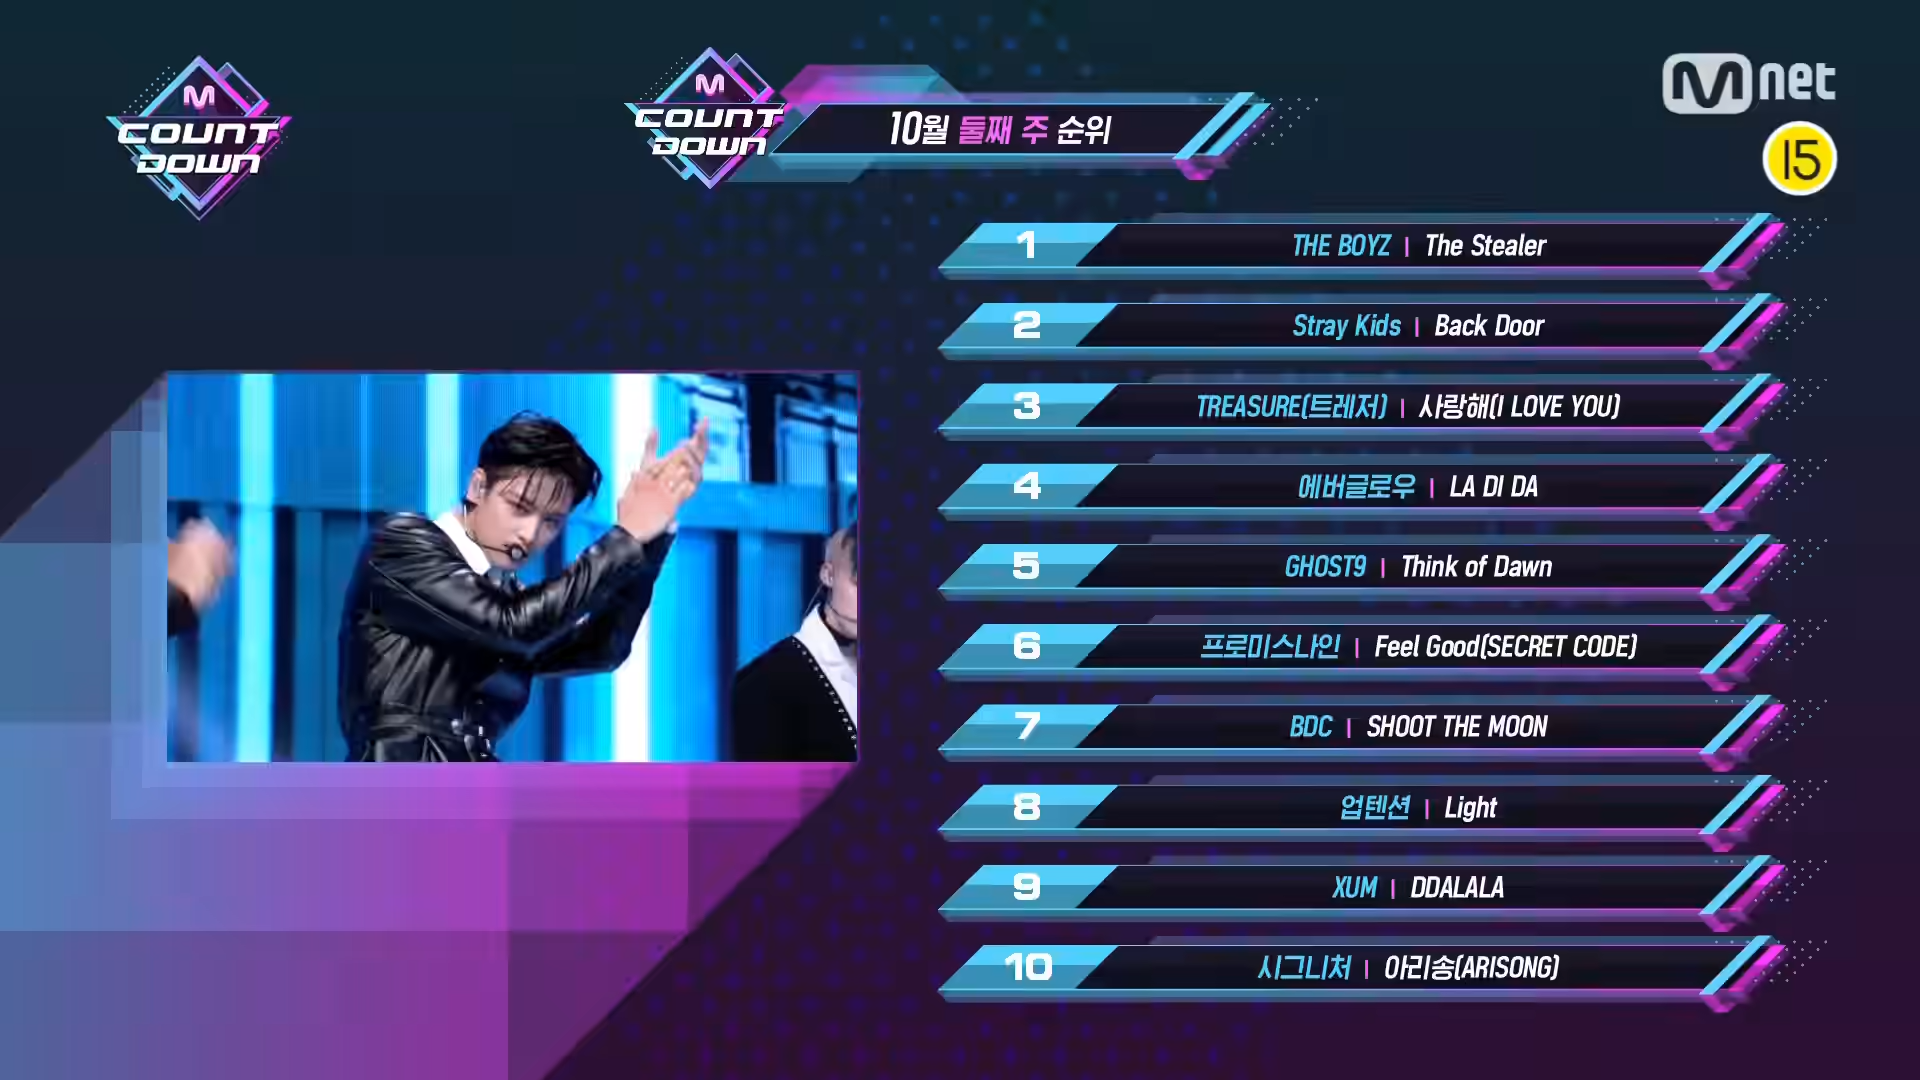 M
COUNT
DOWN
M
COUNT
DOWN
10월 둘째 주 순위
Mnet
15
1 THE BOYZ | The Stealer
2 Stray Kids | Back Door
3 TREASURE(트레저) | 사랑해(I LOVE YOU)
4 에버글로우 | LA DI DA
5 GHOST9 | Think of Dawn
6 프로미스나인 | Feel Good(SECRET CODE)
7 BDC | SHOOT THE MOON
8 업텐션 | Light
9 XUM | DDALALA
10 시그니처 | 아리송(ARISONG)